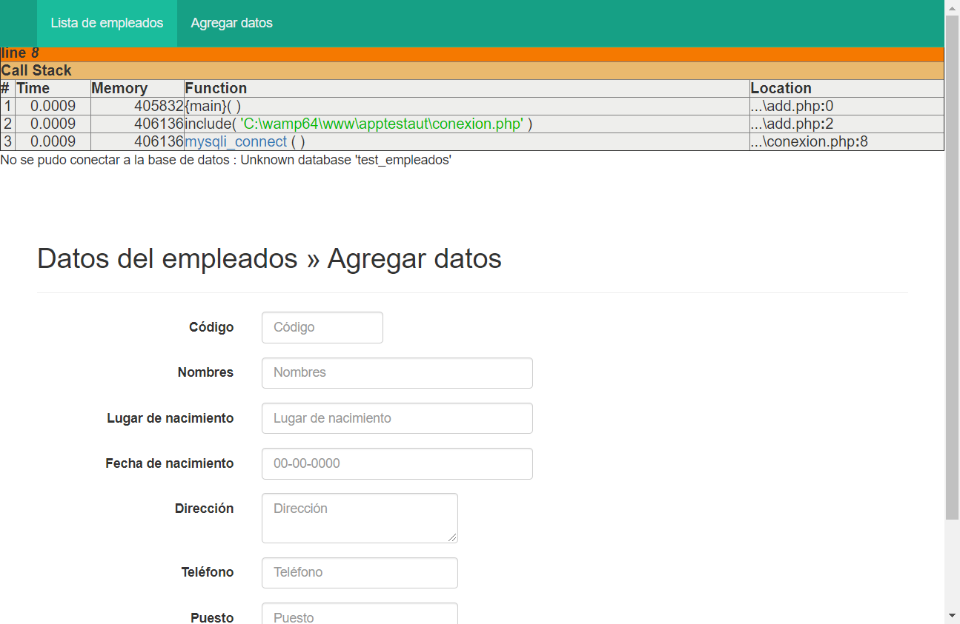 Lista de empleados Agregar datos
line 8
Call Stack
# Time Memory Function Location
1 0.0009 405832 {main}( ) ...\add.php:0
2 0.0009 406136 include( 'C:\wamp64\www\apptestaut\conexion.php' ) ...\add.php:2
3 0.0009 406136 mysqli_connect ( ) ...\conexion.php:8
No se pudo conectar a la base de datos : Unknown database 'test_empleados'
Datos del empleados » Agregar datos
Código Código
Nombres Nombres
Lugar de nacimiento Lugar de nacimiento
Fecha de nacimiento 00-00-0000
Dirección Dirección
Teléfono Teléfono
Puesto Puesto